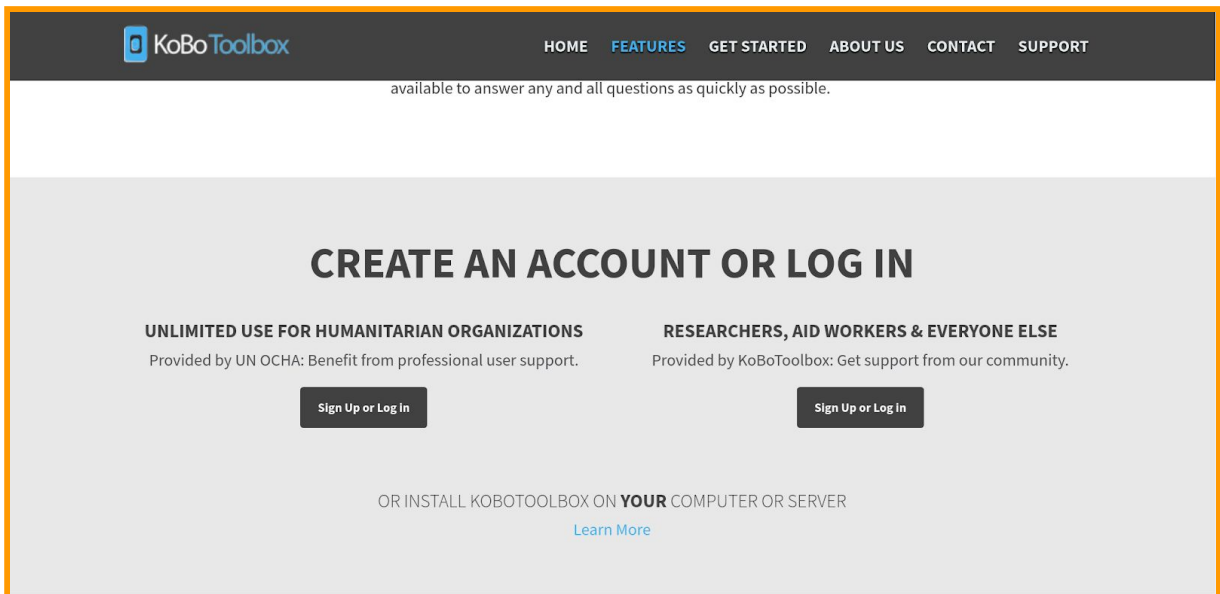 KoBoToolbox
HOME FEATURES GET STARTED ABOUT US CONTACT SUPPORT
available to answer any and all questions as quickly as possible.
CREATE AN ACCOUNT OR LOG IN
UNLIMITED USE FOR HUMANITARIAN ORGANIZATIONS
Provided by UN OCHA: Benefit from professional user support.
Sign Up or Log in
RESEARCHERS, AID WORKERS & EVERYONE ELSE
Provided by KoBoToolbox: Get support from our community.
Sign Up or Log in
OR INSTALL KOBOTOOLBOX ON YOUR COMPUTER OR SERVER
Learn More